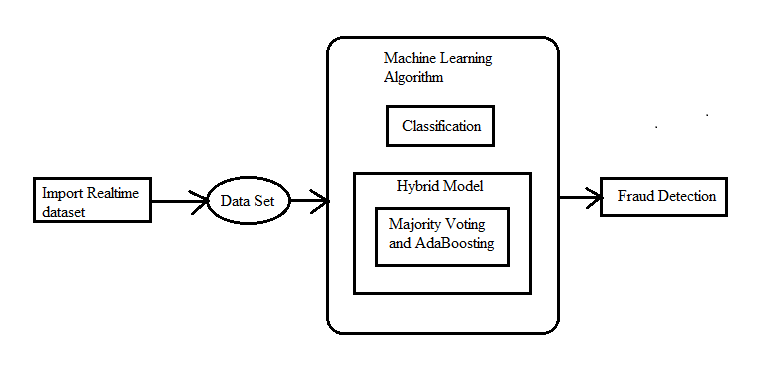 Machine Learning
Algorithm
Classification
Import Realtime
dataset
Data Set
Hybrid Model
Majority Voting
and AdaBoosting
Fraud Detection